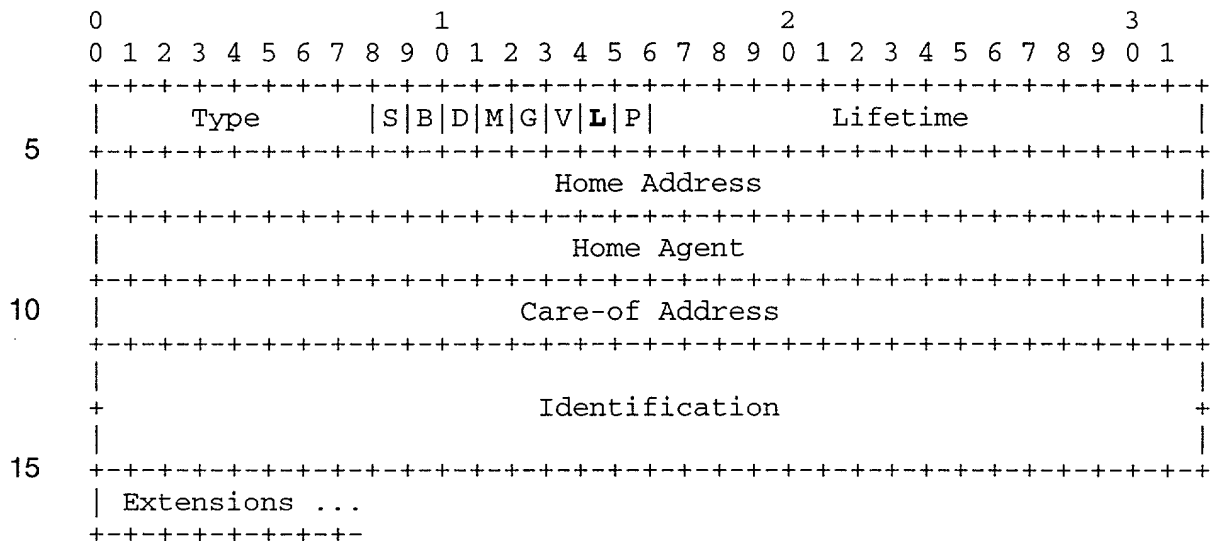 0                   1                   2                   3
0 1 2 3 4 5 6 7 8 9 0 1 2 3 4 5 6 7 8 9 0 1 2 3 4 5 6 7 8 9 0 1
+-+-+-+-+-+-+-+-+-+-+-+-+-+-+-+-+-+-+-+-+-+-+-+-+-+-+-+-+-+-+-+-+
| Type |S|B|D|M|G|V|L|P| Lifetime |
5 +-+-+-+-+-+-+-+-+-+-+-+-+-+-+-+-+-+-+-+-+-+-+-+-+-+-+-+-+-+-+-+-+
| Home Address |
+-+-+-+-+-+-+-+-+-+-+-+-+-+-+-+-+-+-+-+-+-+-+-+-+-+-+-+-+-+-+-+-+
| Home Agent |
+-+-+-+-+-+-+-+-+-+-+-+-+-+-+-+-+-+-+-+-+-+-+-+-+-+-+-+-+-+-+-+-+
10 | Care-of Address |
+-+-+-+-+-+-+-+-+-+-+-+-+-+-+-+-+-+-+-+-+-+-+-+-+-+-+-+-+-+-+-+-+
| |
+ Identification +
| |
15 +-+-+-+-+-+-+-+-+-+-+-+-+-+-+-+-+-+-+-+-+-+-+-+-+-+-+-+-+-+-+-+-+
| Extensions ...
+-+-+-+-+-+-+-+-